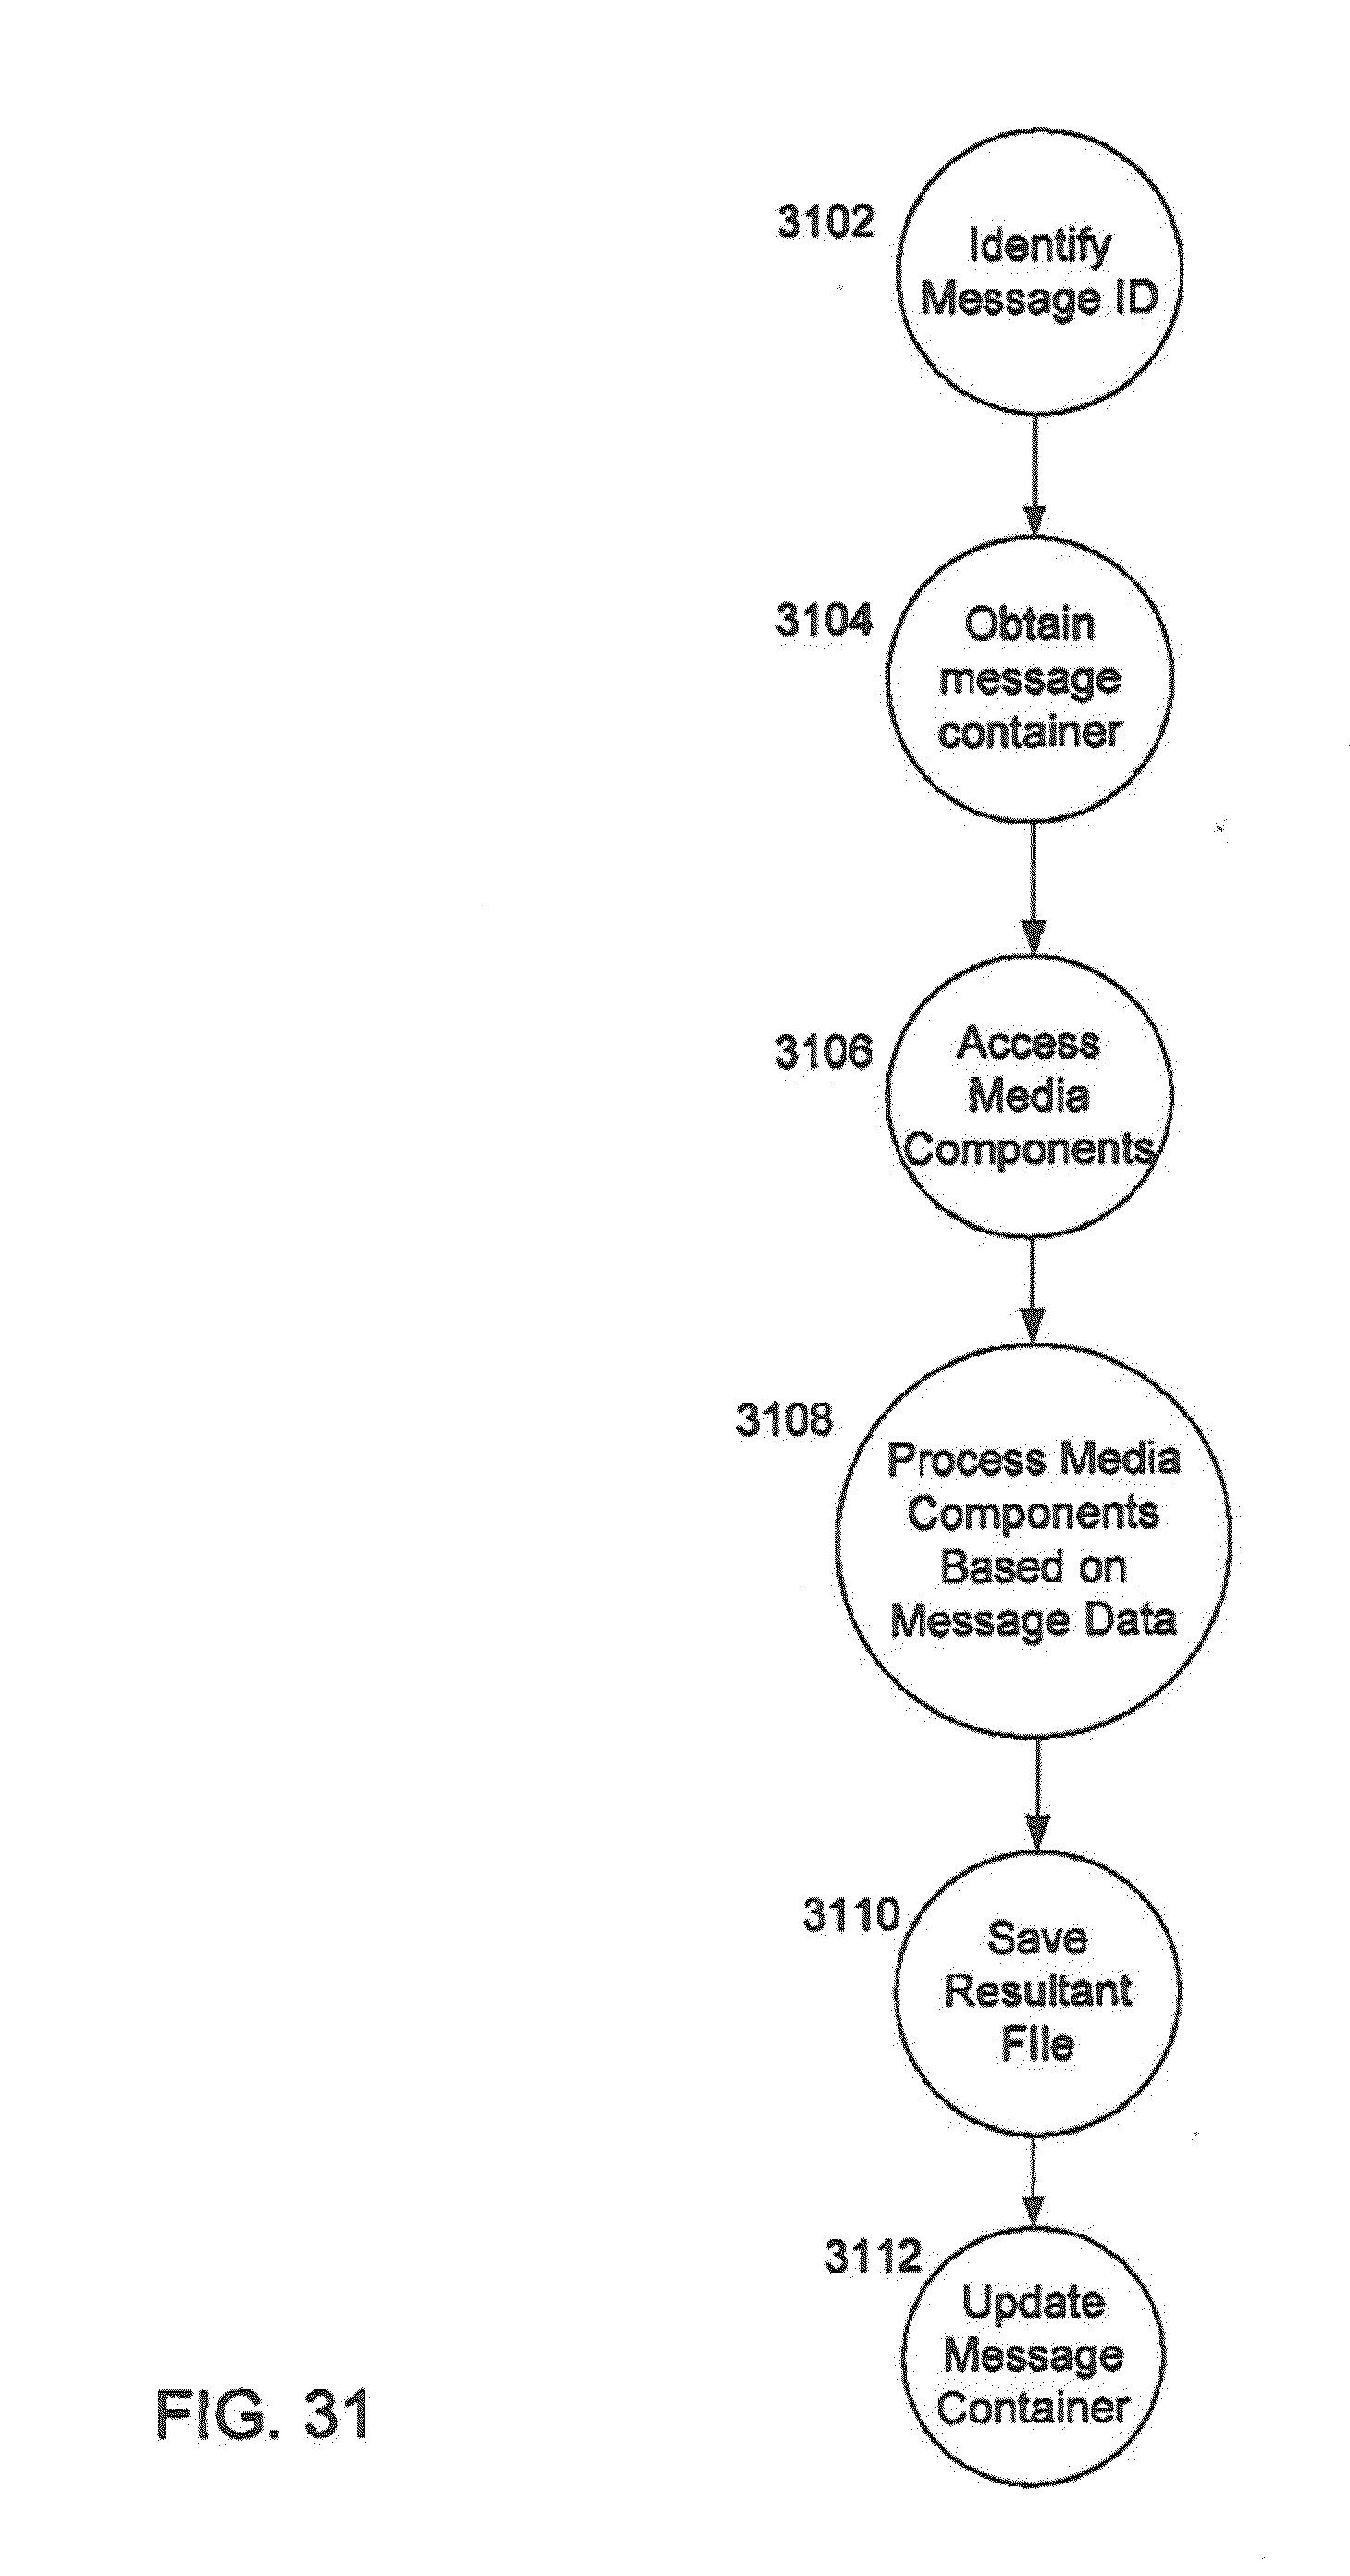 3102
Identify
Message ID
3104
Obtain
message
container
3106
Access
Media
Components
3108
Process Media
Components
Based on
Message Data
3110
Save
Resultant
File
3112
Update
Message
Container
FIG. 31